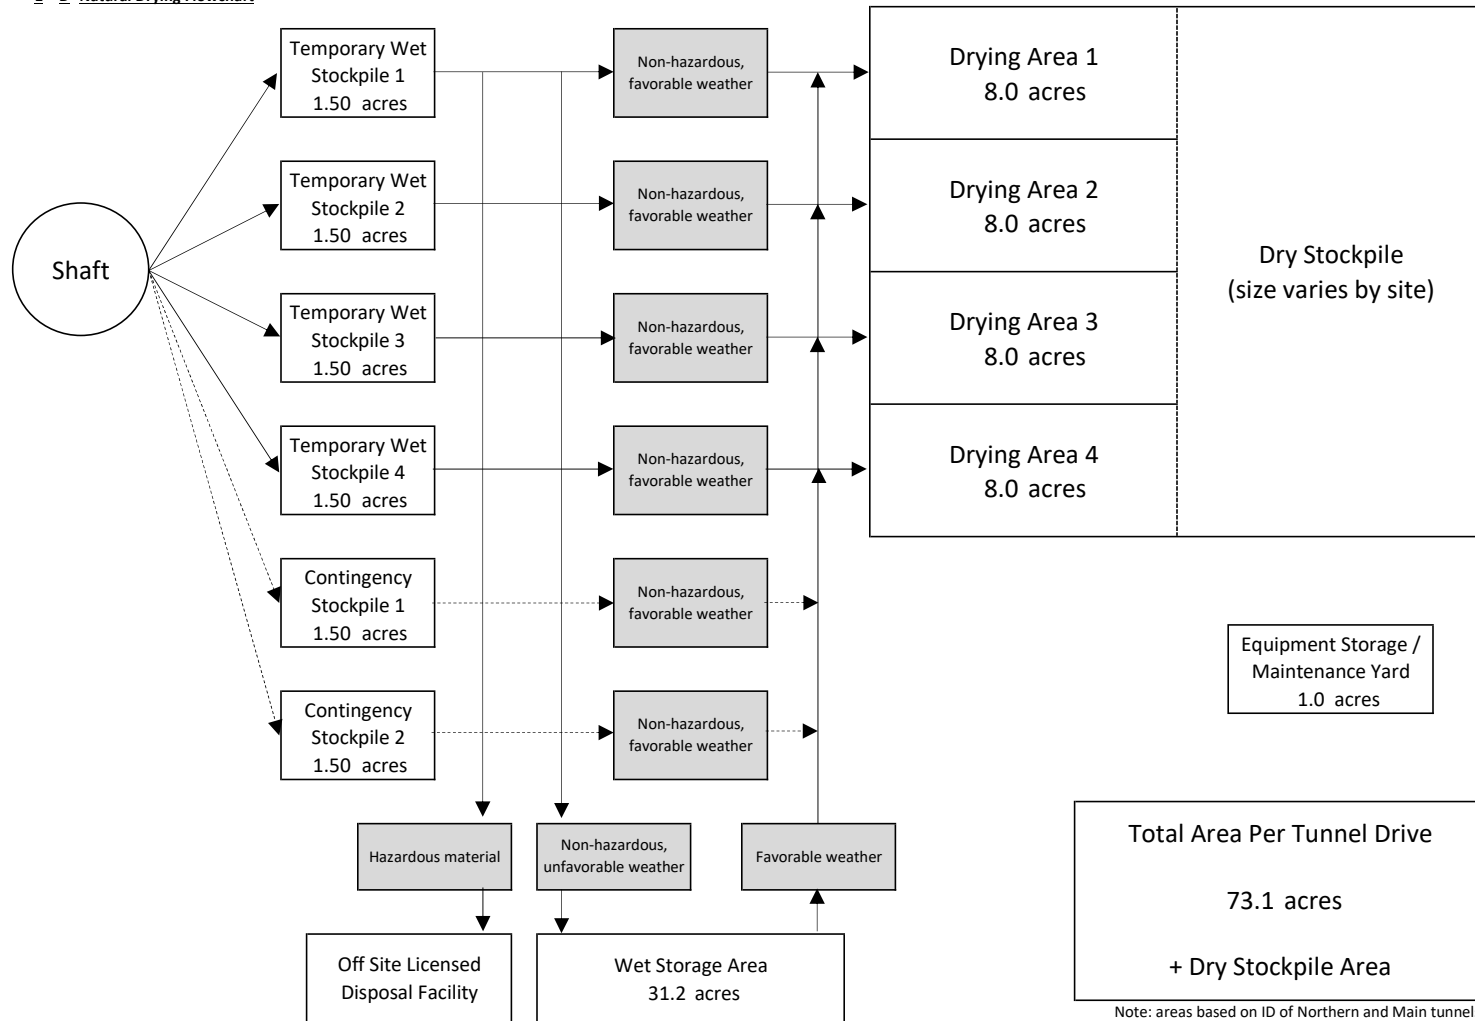 Natural Drying Flowchart
Temporary Wet
Stockpile 1
1.50 acres
Non-hazardous,
favorable weather
Drying Area 1
8.0 acres
Temporary Wet
Stockpile 2
1.50 acres
Non-hazardous,
favorable weather
Drying Area 2
8.0 acres
Shaft
Dry Stockpile
(size varies by site)
Temporary Wet
Stockpile 3
1.50 acres
Non-hazardous,
favorable weather
Drying Area 3
8.0 acres
Temporary Wet
Stockpile 4
1.50 acres
Non-hazardous,
favorable weather
Drying Area 4
8.0 acres
Contingency
Stockpile 1
1.50 acres
Non-hazardous,
favorable weather
Equipment Storage /
Maintenance Yard
1.0 acres
Contingency
Stockpile 2
1.50 acres
Non-hazardous,
favorable weather
Hazardous material
Non-hazardous,
unfavorable weather
Favorable weather
Total Area Per Tunnel Drive
73.1 acres
+ Dry Stockpile Area
Off Site Licensed
Disposal Facility
Wet Storage Area
31.2 acres
Note: areas based on ID of Northern and Main tunnel